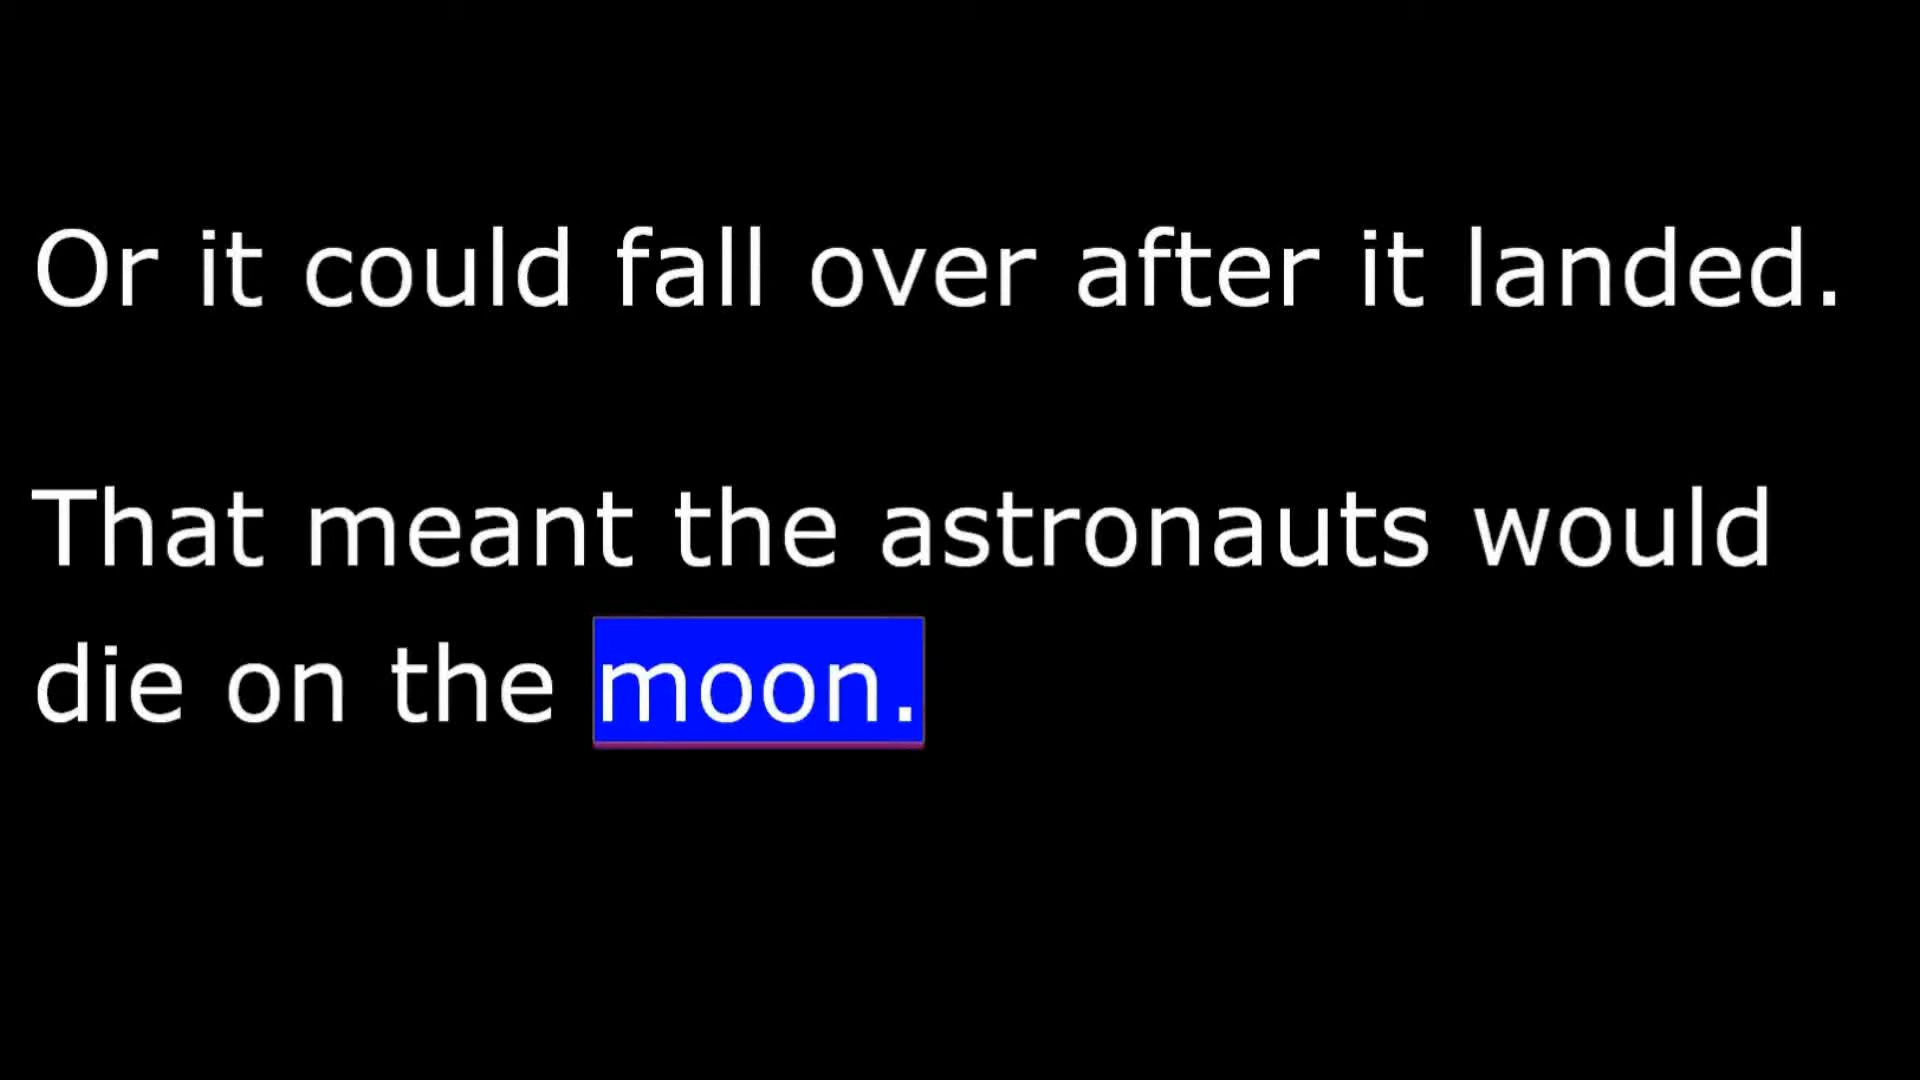 Or it could fall over after it landed.
That meant the astronauts would
die on the moon.